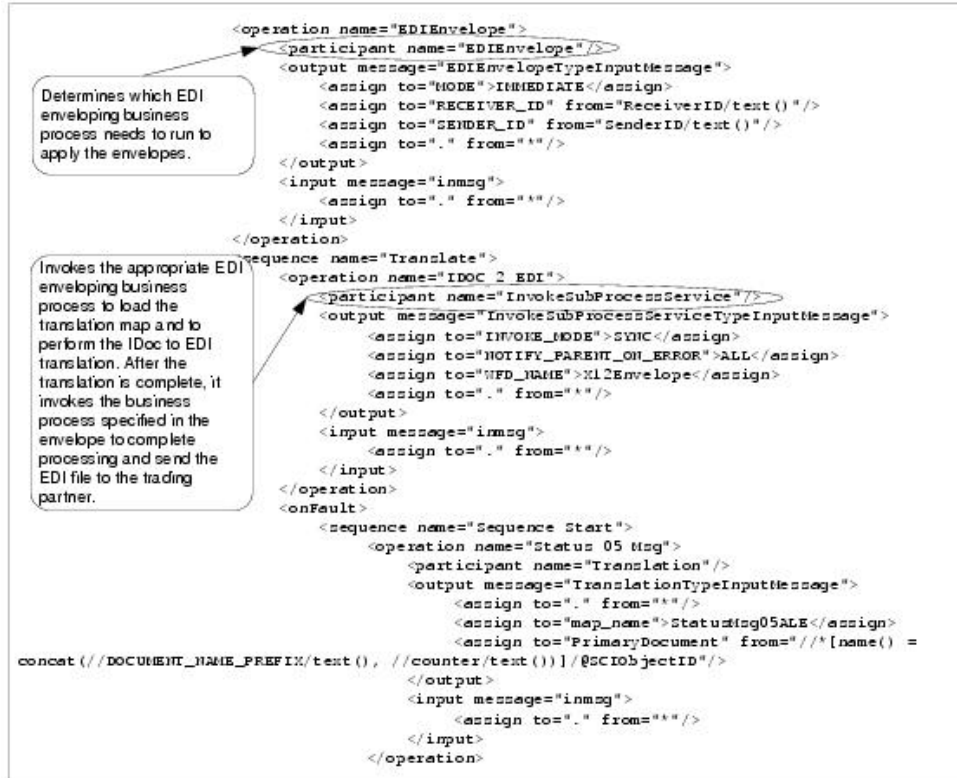 <operation name="EDIEnvelope">
<participant name="EDIEnvelope"/>
<output message="EDIEnvelopeTypeInputMessage">
<assign to="MODE">IMMEDIATE</assign>
<assign to="RECEIVER_ID" from="ReceiverID/text()"/>
<assign to="SENDER_ID" from="SenderID/text()"/>
<assign to="." from="*"/>
</output>
<input message="inmsg">
<assign to="." from="*"/>
</input>
</operation>
Determines which EDI
enveloping business
process needs to run to
apply the envelopes.
<sequence name="Translate">
<operation name="IDOC 2 EDI">
<participant name="InvokeSubProcessService"/>
<output message="InvokeSubProcessServiceTypeInputMessage">
<assign to="INVOKE_MODE">SYNC</assign>
<assign to="NOTIFY_PARENT_ON_ERROR">ALL</assign>
<assign to="WFD_NAME">X12Envelope</assign>
<assign to="." from="*"/>
</output>
<input message="inmsg">
<assign to="." from="*"/>
</input>
</operation>
Invokes the appropriate EDI
enveloping business
process to load the
translation map and to
perform the IDoc to EDI
translation. After the
translation is complete, it
invokes the business
process specified in the
envelope to complete
processing and send the
EDI file to the trading
partner.
<onFault>
<sequence name="Sequence Start">
<operation name="Status 05 Msg">
<participant name="Translation"/>
<output message="TranslationTypeInputMessage">
<assign to="." from="*"/>
<assign to="map_name">StatusMsg05ALE</assign>
<assign to="PrimaryDocument" from="//*[name() =
concat(//DOCUMENT_NAME_PREFIX/text(), //counter/text())]/@SCIObjectID"/>
</output>
<input message="inmsg">
<assign to="." from="*"/>
</input>
</operation>